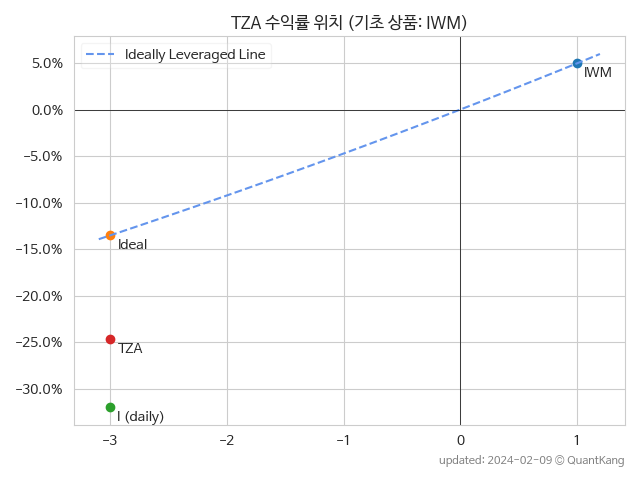 TZA 수익률 위치 (기초 상품: IWM)
Ideally Leveraged Line
5.0%
0.0%
−5.0%
−10.0%
−15.0%
−20.0%
−25.0%
−30.0%
IWM
Ideal
TZA
I (daily)
−3
−2
−1
0
1
updated: 2024-02-09 © QuantKang